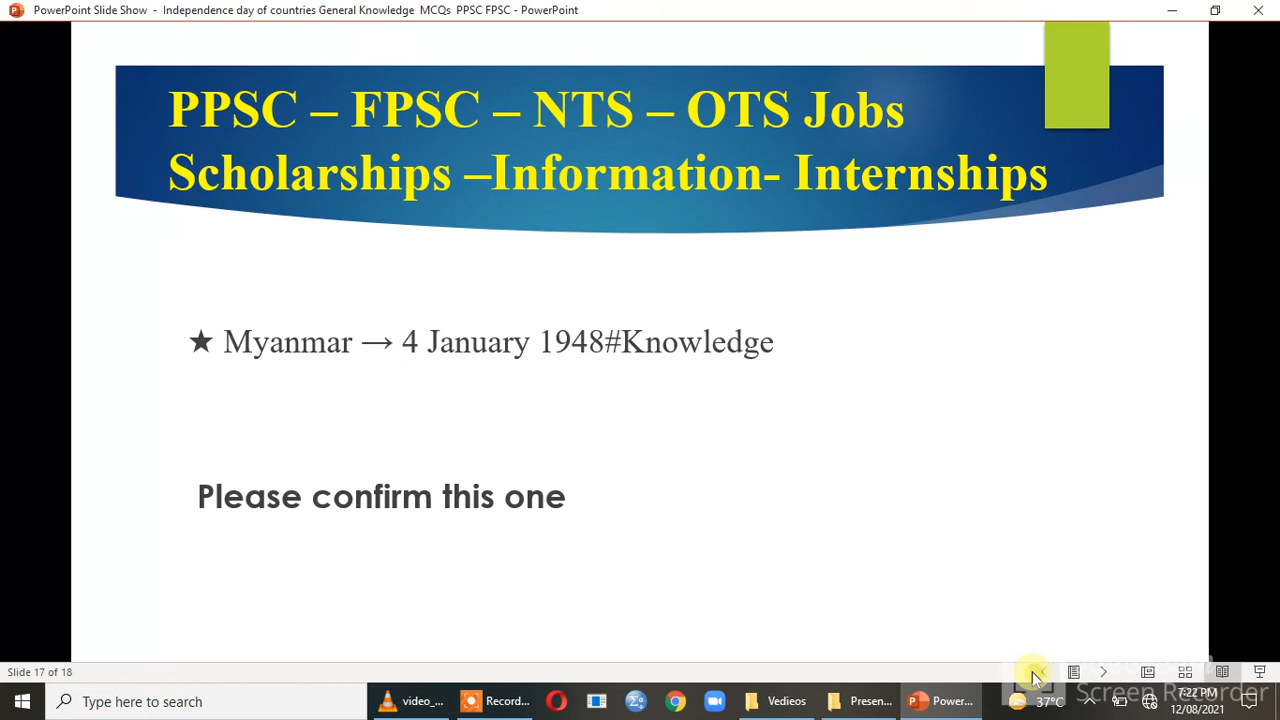 PowerPoint Slide Show - Independence day of countries General Knowledge MCQs PPSC FPSC - PowerPoint
PPSC – FPSC – NTS – OTS Jobs
Scholarships –Information- Internships
★ Myanmar → 4 January 1948#Knowledge
Please confirm this one
Slide 17 of 18
Screen Recorder
Type here to search
video_...
Record...
Vedieos
Presen...
Power...
37°C
7:22 PM
12/08/2021